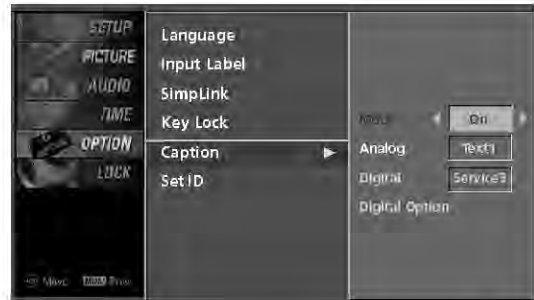 SETUP
PICTURE
AUDIO
TIME
OPTION
LOCK
Move Prev.
Language
Input Label
SimpLink
Key Lock
Caption ▶
Set ID
◀ On ▶
Analog Text1
Digital Service3
Digital Option